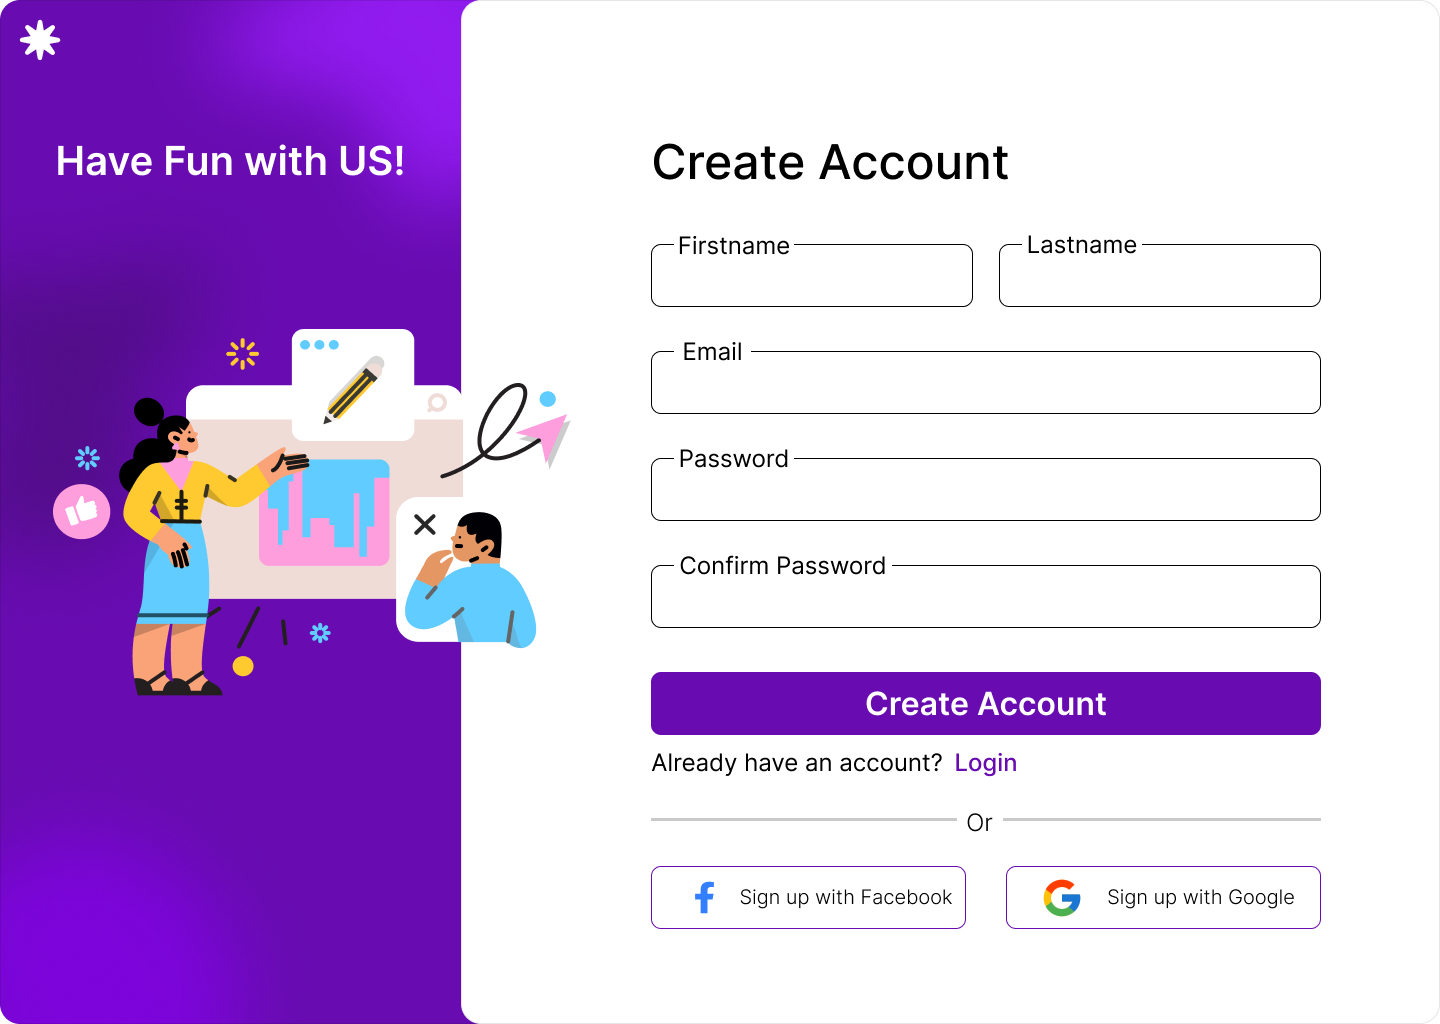 Have Fun with US!
Create Account
Firstname
Lastname
Email
Password
Confirm Password
Create Account
Already have an account? Login
Or
Sign up with Facebook
Sign up with Google